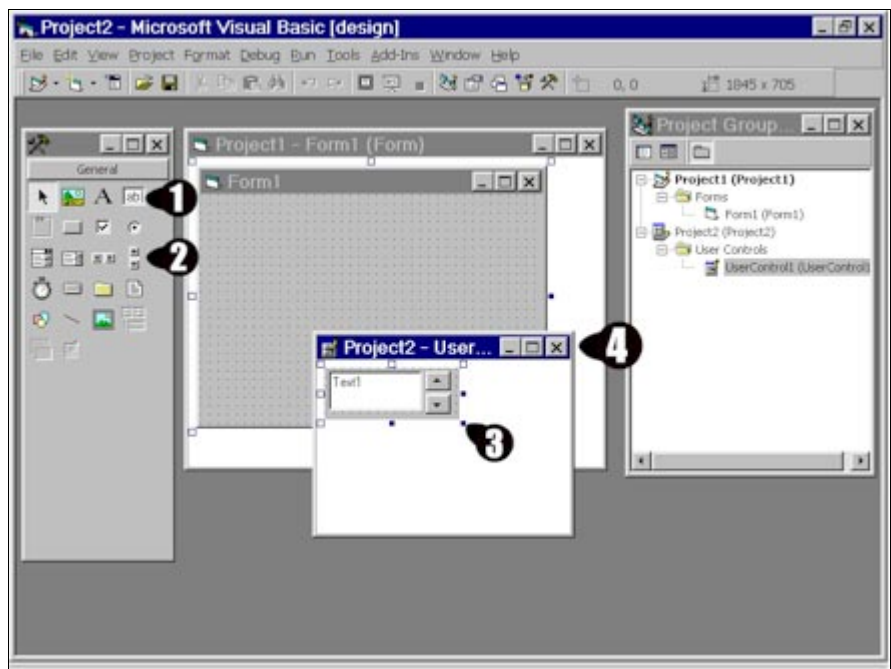 Project2 - Microsoft Visual Basic [design]
File Edit View Project Format Debug Run Tools Add-Ins Window Help
0, 0
1845 x 705
General
A
ab
1
2
Project1 - Form1 (Form)
Form1
Project2 - User...
Text1
3
4
Project Group...
Project1 (Project1)
Forms
Form1 (Form1)
Project2 (Project2)
User Controls
UserControl1 (UserControl1